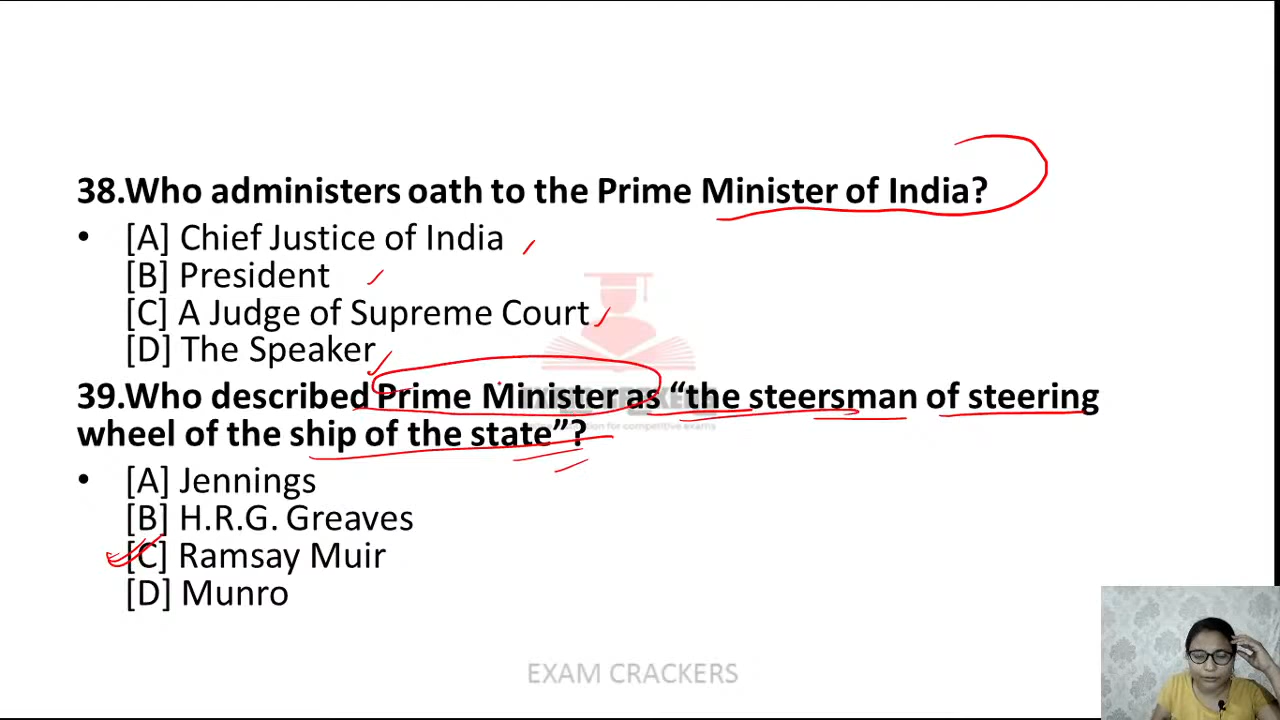 38.Who administers oath to the Prime Minister of India?
• [A] Chief Justice of India
[B] President
[C] A Judge of Supreme Court
[D] The Speaker
39.Who described Prime Minister as “the steersman of steering
wheel of the ship of the state”?
• [A] Jennings
[B] H.R.G. Greaves
[C] Ramsay Muir
[D] Munro
EXAM CRACKERS